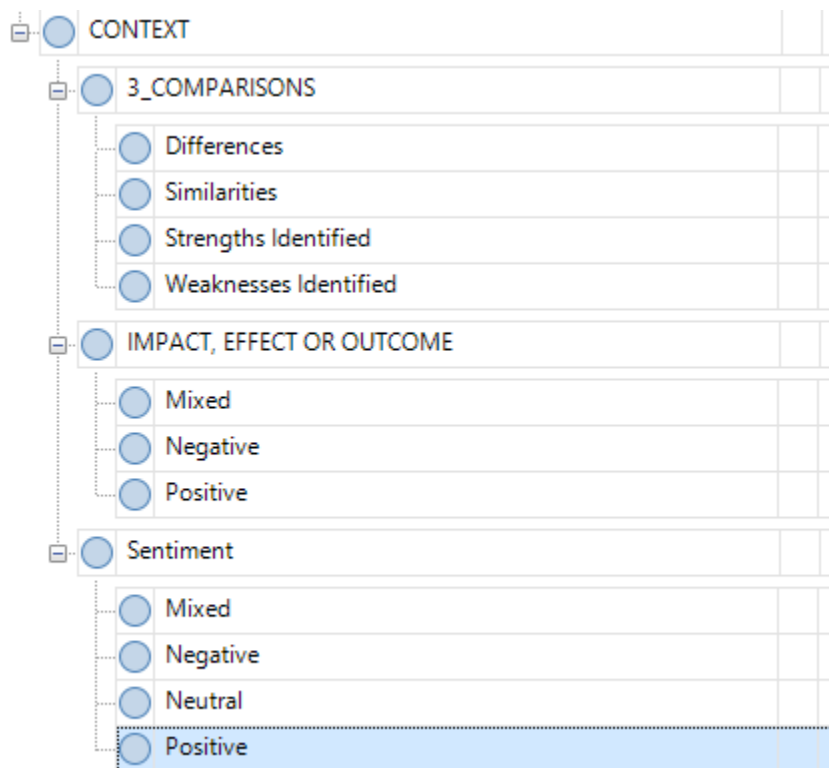 CONTEXT
3_COMPARISONS
Differences
Similarities
Strengths Identified
Weaknesses Identified
IMPACT, EFFECT OR OUTCOME
Mixed
Negative
Positive
Sentiment
Mixed
Negative
Neutral
Positive